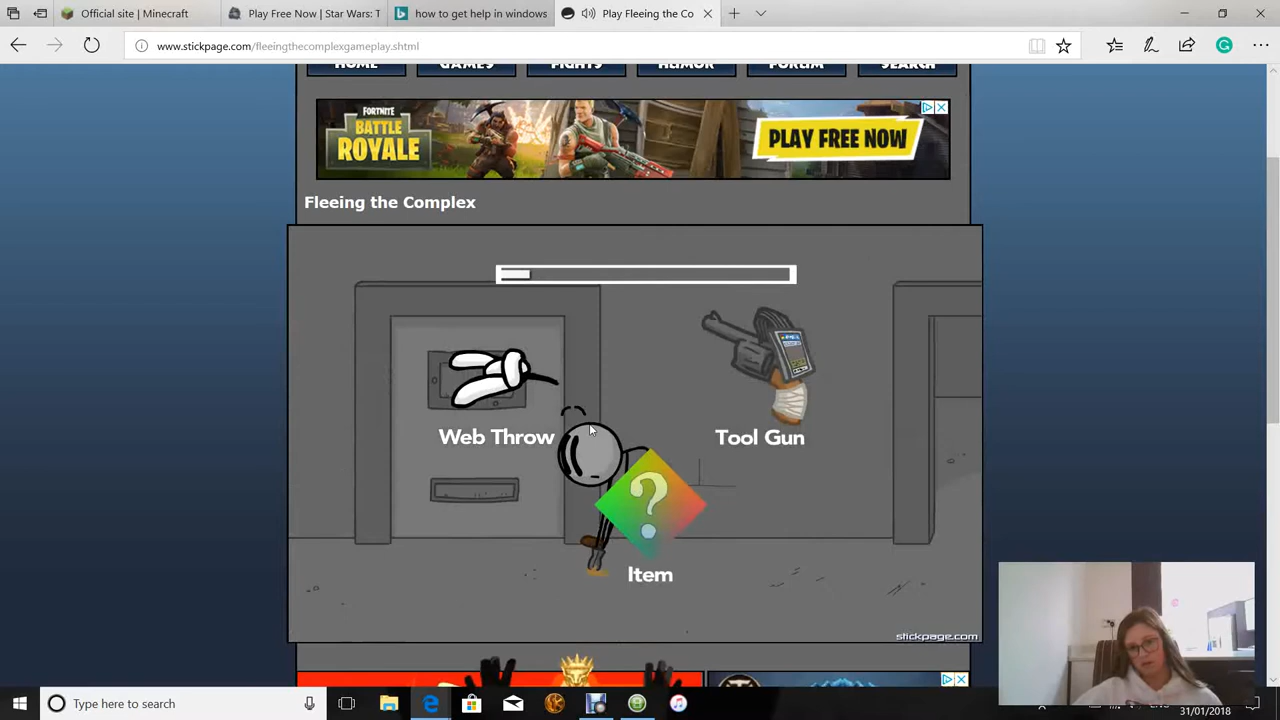 Official site | Minecraft
Play Free Now | Star Wars: T
how to get help in windows
Play Fleeing the Co
www.stickpage.com/fleeingthecomplexgameplay.shtml
HOME GAMES FIGHTS HUMOR FORUM SEARCH
FORTNITE
BATTLE
ROYALE
PLAY FREE NOW
Fleeing the Complex
Web Throw
Tool Gun
?
Item
stickpage.com
Type here to search
31/01/2018